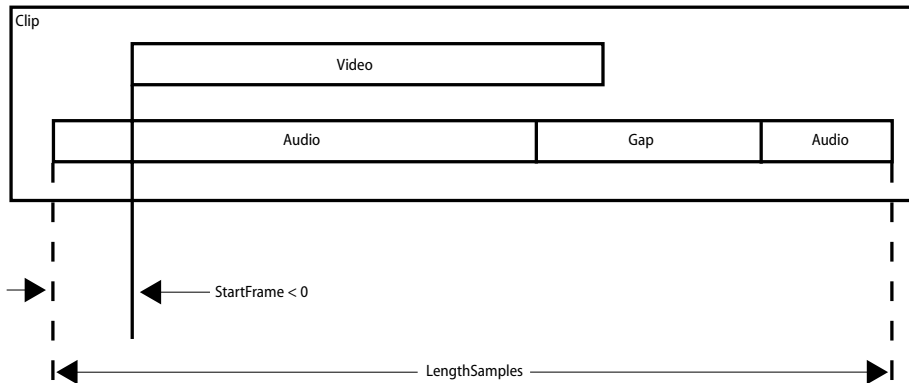 Clip
Video
Audio Gap Audio
StartFrame < 0
LengthSamples